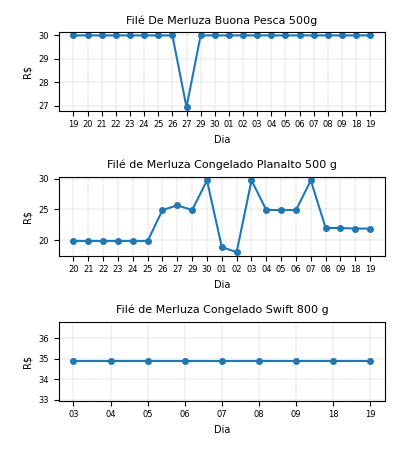 Filé De Merluza Buona Pesca 500g
30
29
28
27
R$
19 20 21 22 23 24 25 26 27 29 30 01 02 03 04 05 06 07 08 09 18 19
Dia
Filé de Merluza Congelado Planalto 500 g
30
25
20
R$
20 21 22 23 24 25 26 27 29 30 01 02 03 04 05 06 07 08 09 18 19
Dia
Filé de Merluza Congelado Swift 800 g
36
35
34
33
R$
03 04 05 06 07 08 09 18 19
Dia